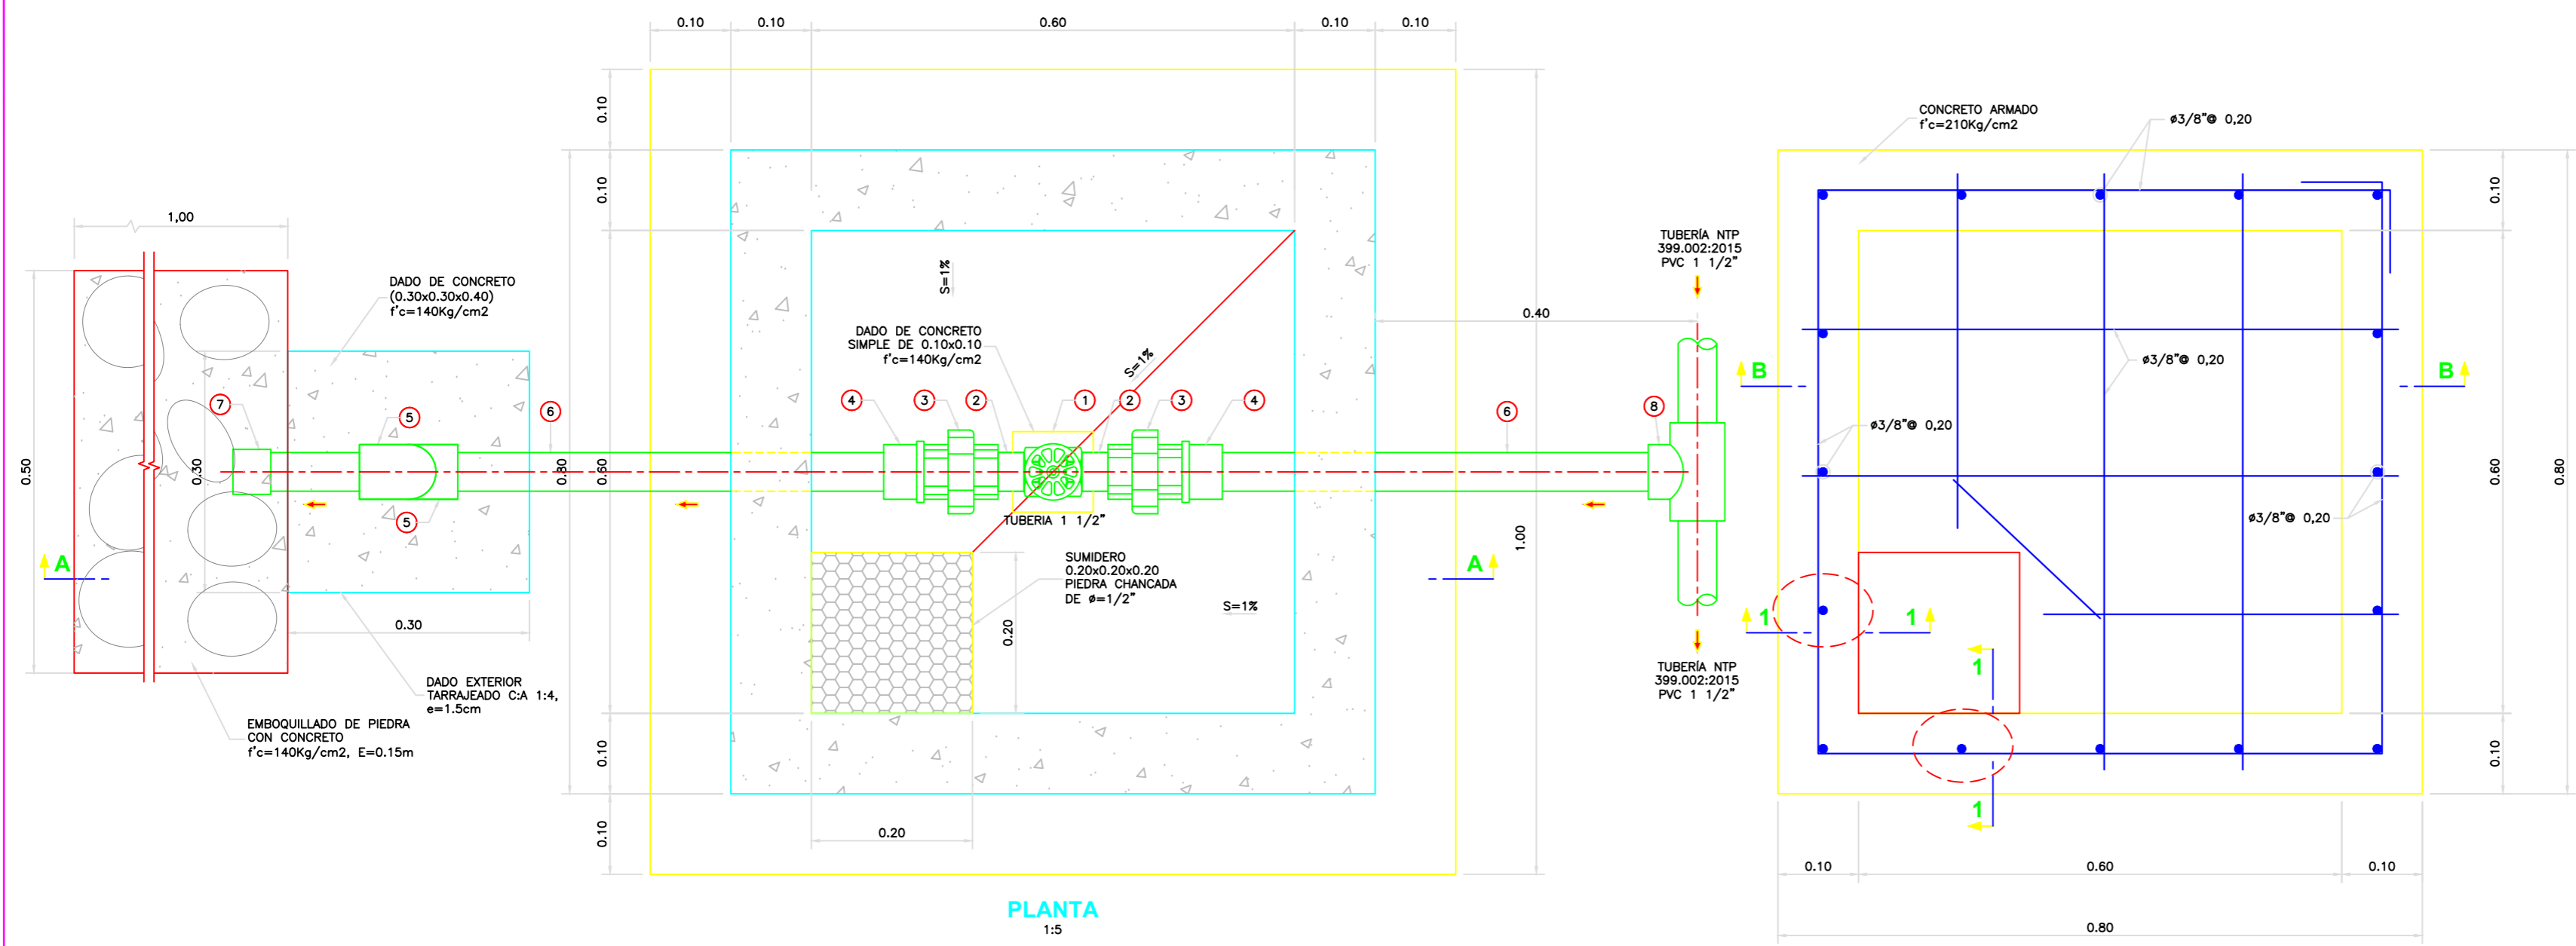 0.10
0.10
0.60
0.10
0.10
0.10
0.10
0.80
0.60
0.10
0.10
1,00
0.50
DADO DE CONCRETO
(0.30x0.30x0.40)
f'c=140Kg/cm2
7
5
6
5
0.30
0.30
A
DADO EXTERIOR
TARRAJEADO C:A 1:4,
e=1.5cm
EMBOQUILLADO DE PIEDRA
CON CONCRETO
f'c=140Kg/cm2, E=0.15m
S=1%
DADO DE CONCRETO
SIMPLE DE 0.10x0.10
f'c=140Kg/cm2
S=1%
4
3
2
1
2
3
4
TUBERIA 1 1/2"
SUMIDERO
0.20x0.20x0.20
PIEDRA CHANCADA
DE ø=1/2"
0.20
S=1%
0.20
A
1.00
0.40
6
8
TUBERÍA NTP
399.002:2015
PVC 1 1/2"
TUBERÍA NTP
399.002:2015
PVC 1 1/2"
PLANTA
1:5
CONCRETO ARMADO
f'c=210Kg/cm2
ø3/8"@ 0,20
B
B
ø3/8"@ 0,20
ø3/8"@ 0,20
ø3/8"@ 0,20
1
1
1
1
0.10
0.60
0.80
0.10
0.10
0.60
0.10
0.80